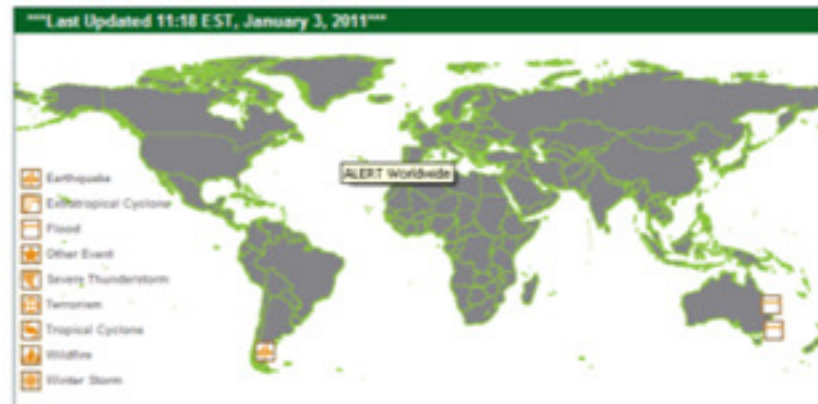 ***Last Updated 11:18 EST, January 3, 2011***
ALERT Worldwide
Earthquake
Extratropical Cyclone
Flood
Other Event
Severe Thunderstorm
Terrorism
Tropical Cyclone
Wildfire
Winter Storm